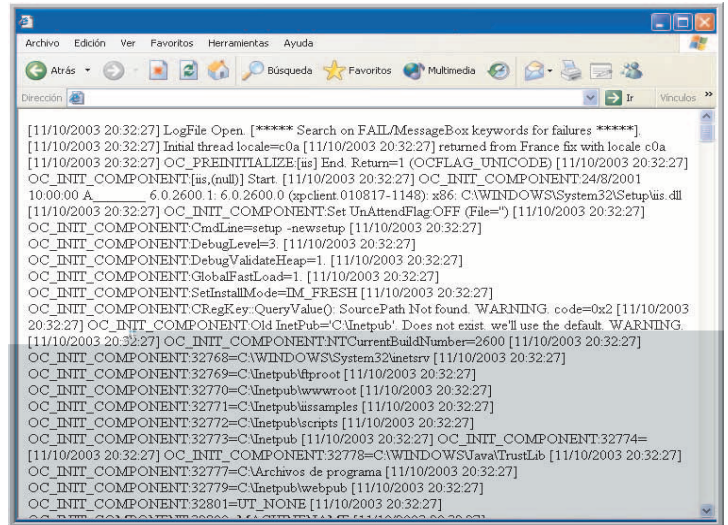 Archivo Edición Ver Favoritos Herramientas Ayuda
Atrás Búsqueda Favoritos Multimedia
Dirección Ir Vínculos »
[11/10/2003 20:32:27] LogFile Open. [***** Search on FAIL/MessageBox keywords for failures *****].
[11/10/2003 20:32:27] Initial thread locale=c0a [11/10/2003 20:32:27] returned from France fix with locale c0a
[11/10/2003 20:32:27] OC_PREINITIALIZE:[iis] End. Return=1 (OCFLAG_UNICODE) [11/10/2003 20:32:27]
OC_INIT_COMPONENT:[iis,(null)] Start. [11/10/2003 20:32:27] OC_INIT_COMPONENT:24/8/2001
10:00:00 A_______ 6.0.2600.1: 6.0.2600.0 (xpclient.010817-1148): x86: C:\WINDOWS\System32\Setup\iis.dll
[11/10/2003 20:32:27] OC_INIT_COMPONENT:Set UnAttendFlag:OFF (File='') [11/10/2003 20:32:27]
OC_INIT_COMPONENT:CmdLine=setup -newsetup [11/10/2003 20:32:27]
OC_INIT_COMPONENT:DebugLevel=3. [11/10/2003 20:32:27]
OC_INIT_COMPONENT:DebugValidateHeap=1. [11/10/2003 20:32:27]
OC_INIT_COMPONENT:GlobalFastLoad=1. [11/10/2003 20:32:27]
OC_INIT_COMPONENT:SetInstallMode=IM_FRESH [11/10/2003 20:32:27]
OC_INIT_COMPONENT:CRegKey::QueryValue(): SourcePath Not found. WARNING. code=0x2 [11/10/2003
20:32:27] OC_INIT_COMPONENT:Old InetPub='C:\Inetpub'. Does not exist. we'll use the default. WARNING.
[11/10/2003 20:32:27] OC_INIT_COMPONENT:NTCurrentBuildNumber=2600 [11/10/2003 20:32:27]
OC_INIT_COMPONENT:32768=C:\WINDOWS\System32\inetsrv [11/10/2003 20:32:27]
OC_INIT_COMPONENT:32769=C:\Inetpub\ftproot [11/10/2003 20:32:27]
OC_INIT_COMPONENT:32770=C:\Inetpub\wwwroot [11/10/2003 20:32:27]
OC_INIT_COMPONENT:32771=C:\Inetpub\iissamples [11/10/2003 20:32:27]
OC_INIT_COMPONENT:32772=C:\Inetpub\scripts [11/10/2003 20:32:27]
OC_INIT_COMPONENT:32773=C:\Inetpub [11/10/2003 20:32:27] OC_INIT_COMPONENT:32774=
[11/10/2003 20:32:27] OC_INIT_COMPONENT:32778=C:\WINDOWS\Java\TrustLib [11/10/2003 20:32:27]
OC_INIT_COMPONENT:32777=C:\Archivos de programa [11/10/2003 20:32:27]
OC_INIT_COMPONENT:32779=C:\Inetpub\webpub [11/10/2003 20:32:27]
OC_INIT_COMPONENT:32801=UT_NONE [11/10/2003 20:32:27]